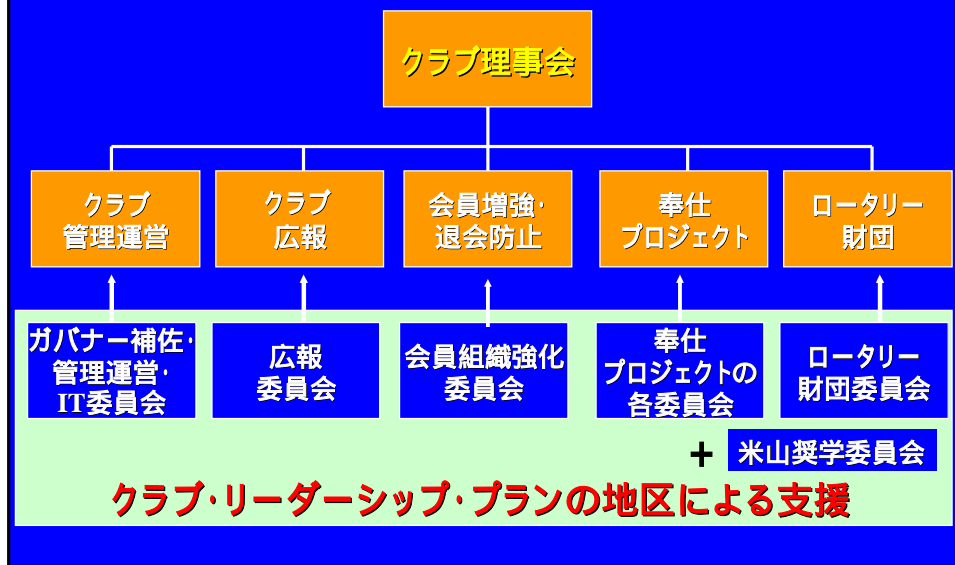 クラブ理事会
クラブ
管理運営
クラブ
広報
会員増強・
退会防止
奉仕
プロジェクト
ロータリー
財団
ガバナー補佐・
管理運営・
IT委員会
広報
委員会
会員組織強化
委員会
奉仕
プロジェクトの
各委員会
ロータリー
財団委員会
+
米山奨学委員会
クラブ・リーダーシップ・プランの地区による支援